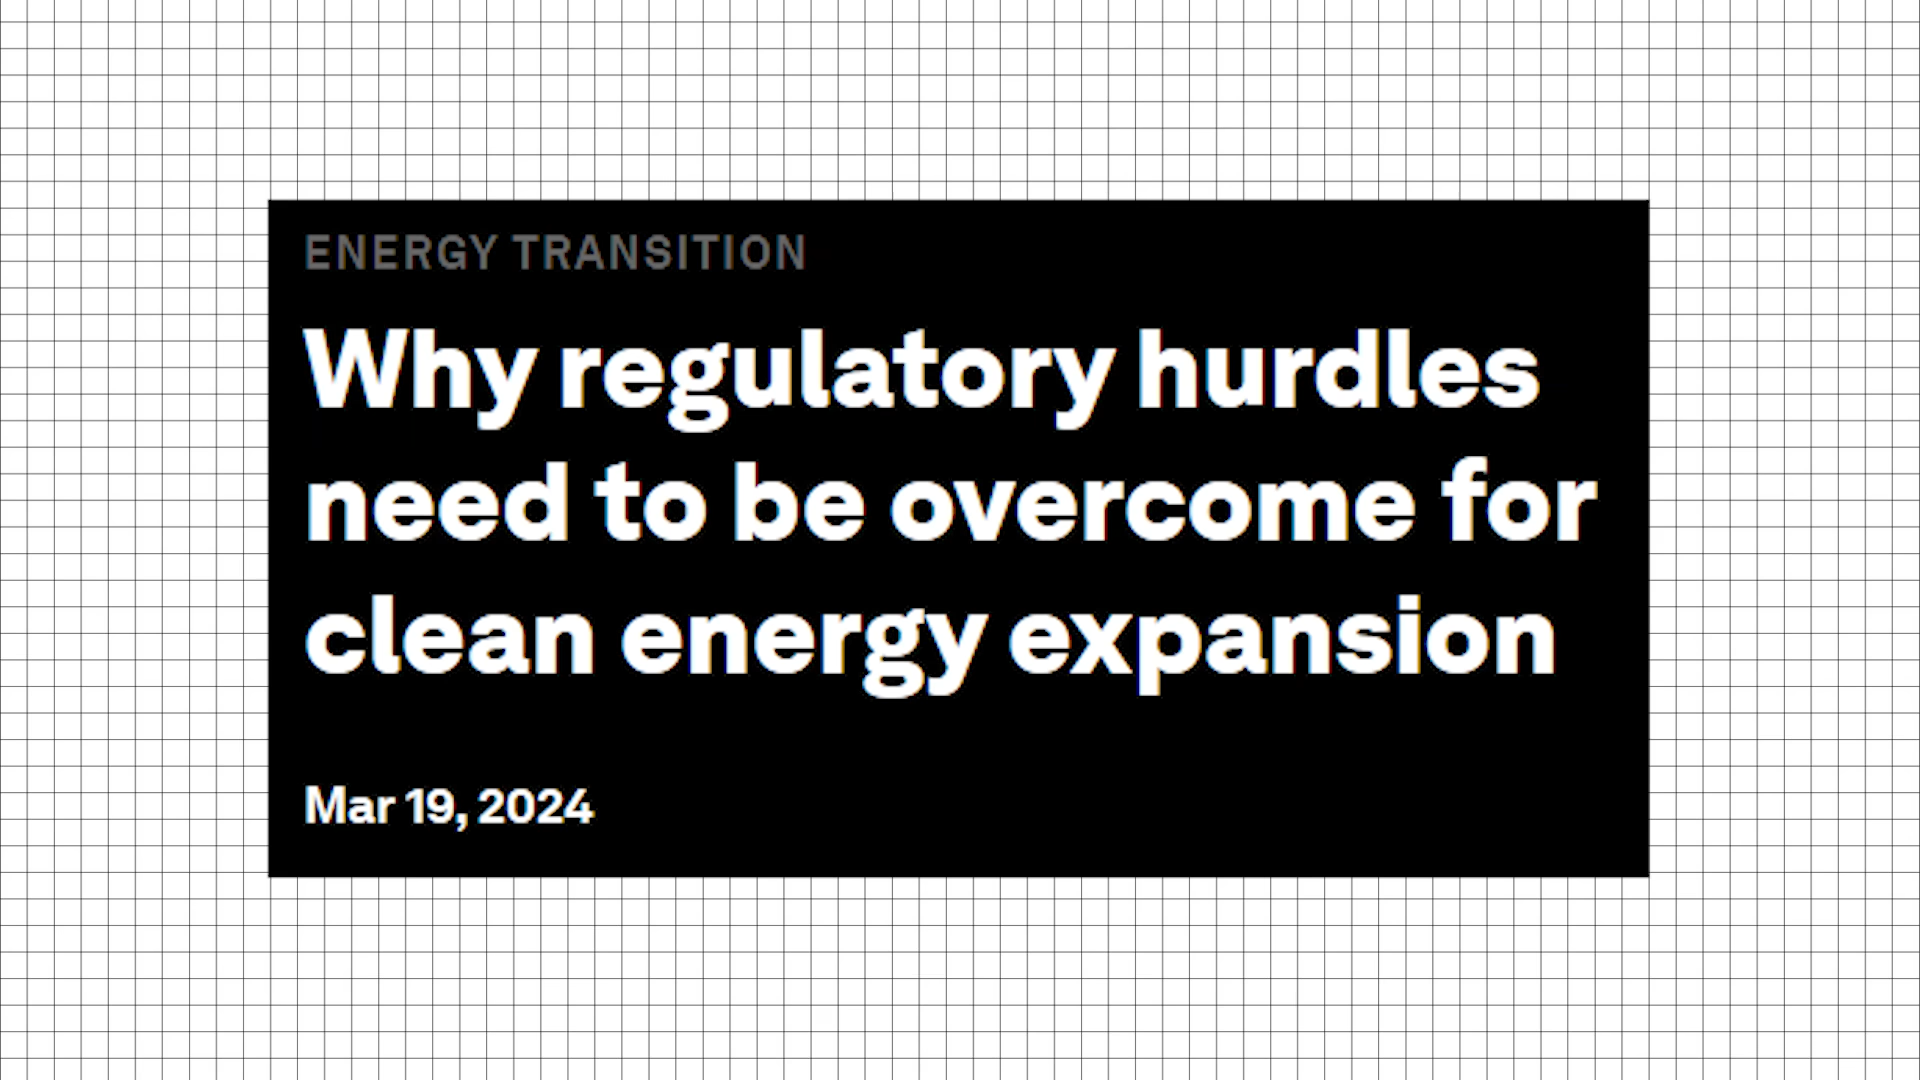 ENERGY TRANSITION
Why regulatory hurdles
need to be overcome for
clean energy expansion
Mar 19, 2024